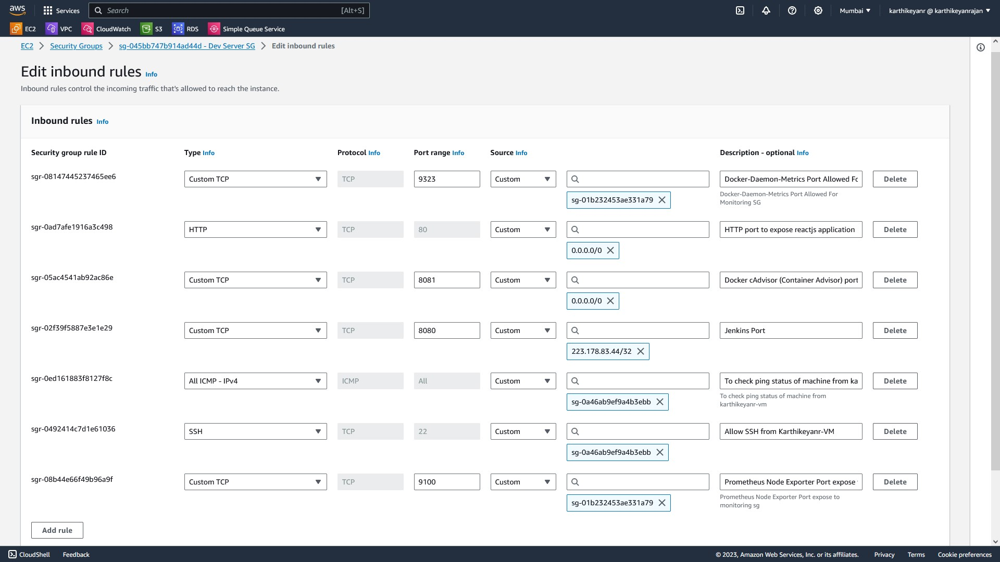 aws
Services
Search [Alt+S]
Mumbai
karthikeyanr @ karthikeyanrajan
EC2 VPC CloudWatch S3 RDS Simple Queue Service
EC2 Security Groups sg-045bb747b914ad44d - Dev Server SG Edit inbound rules
Edit inbound rules Info
Inbound rules control the incoming traffic that's allowed to reach the instance.
Inbound rules Info
Security group rule ID Type Info Protocol Info Port range Info Source Info Description - optional Info
sgr-08147445237465ee6 Custom TCP TCP 9323 Custom Docker-Daemon-Metrics Port Allowed Fo Delete
sg-01b232453ae331a79
Docker-Daemon-Metrics Port Allowed For
Monitoring SG
sgr-0ad7afe1916a3c498 HTTP TCP 80 Custom HTTP port to expose reactjs application Delete
0.0.0.0/0
sgr-05ac4541ab92ac86e Custom TCP TCP 8081 Custom Docker cAdvisor (Container Advisor) port Delete
0.0.0.0/0
sgr-02f39f5887e3e1e29 Custom TCP TCP 8080 Custom Jenkins Port Delete
223.178.83.44/32
sgr-0ed161883f8127f8c All ICMP - IPv4 ICMP All Custom To check ping status of machine from ka Delete
sg-0a46ab9ef9a4b3ebb
To check ping status of machine from
karthikeyanr-vm
sgr-0492414c7d1e61036 SSH TCP 22 Custom Allow SSH from Karthikeyanr-VM Delete
sg-0a46ab9ef9a4b3ebb
sgr-08b44e66f49b96a9f Custom TCP TCP 9100 Custom Prometheus Node Exporter Port expose Delete
sg-01b232453ae331a79
Prometheus Node Exporter Port expose to
monitoring sg
Add rule
CloudShell Feedback © 2023, Amazon Web Services, Inc. or its affiliates. Privacy Terms Cookie preferences